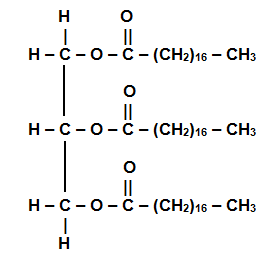 H O
H – C – O – C – (CH₂)₁₆ – CH₃
O
H – C – O – C – (CH₂)₁₆ – CH₃
O
H – C – O – C – (CH₂)₁₆ – CH₃
H